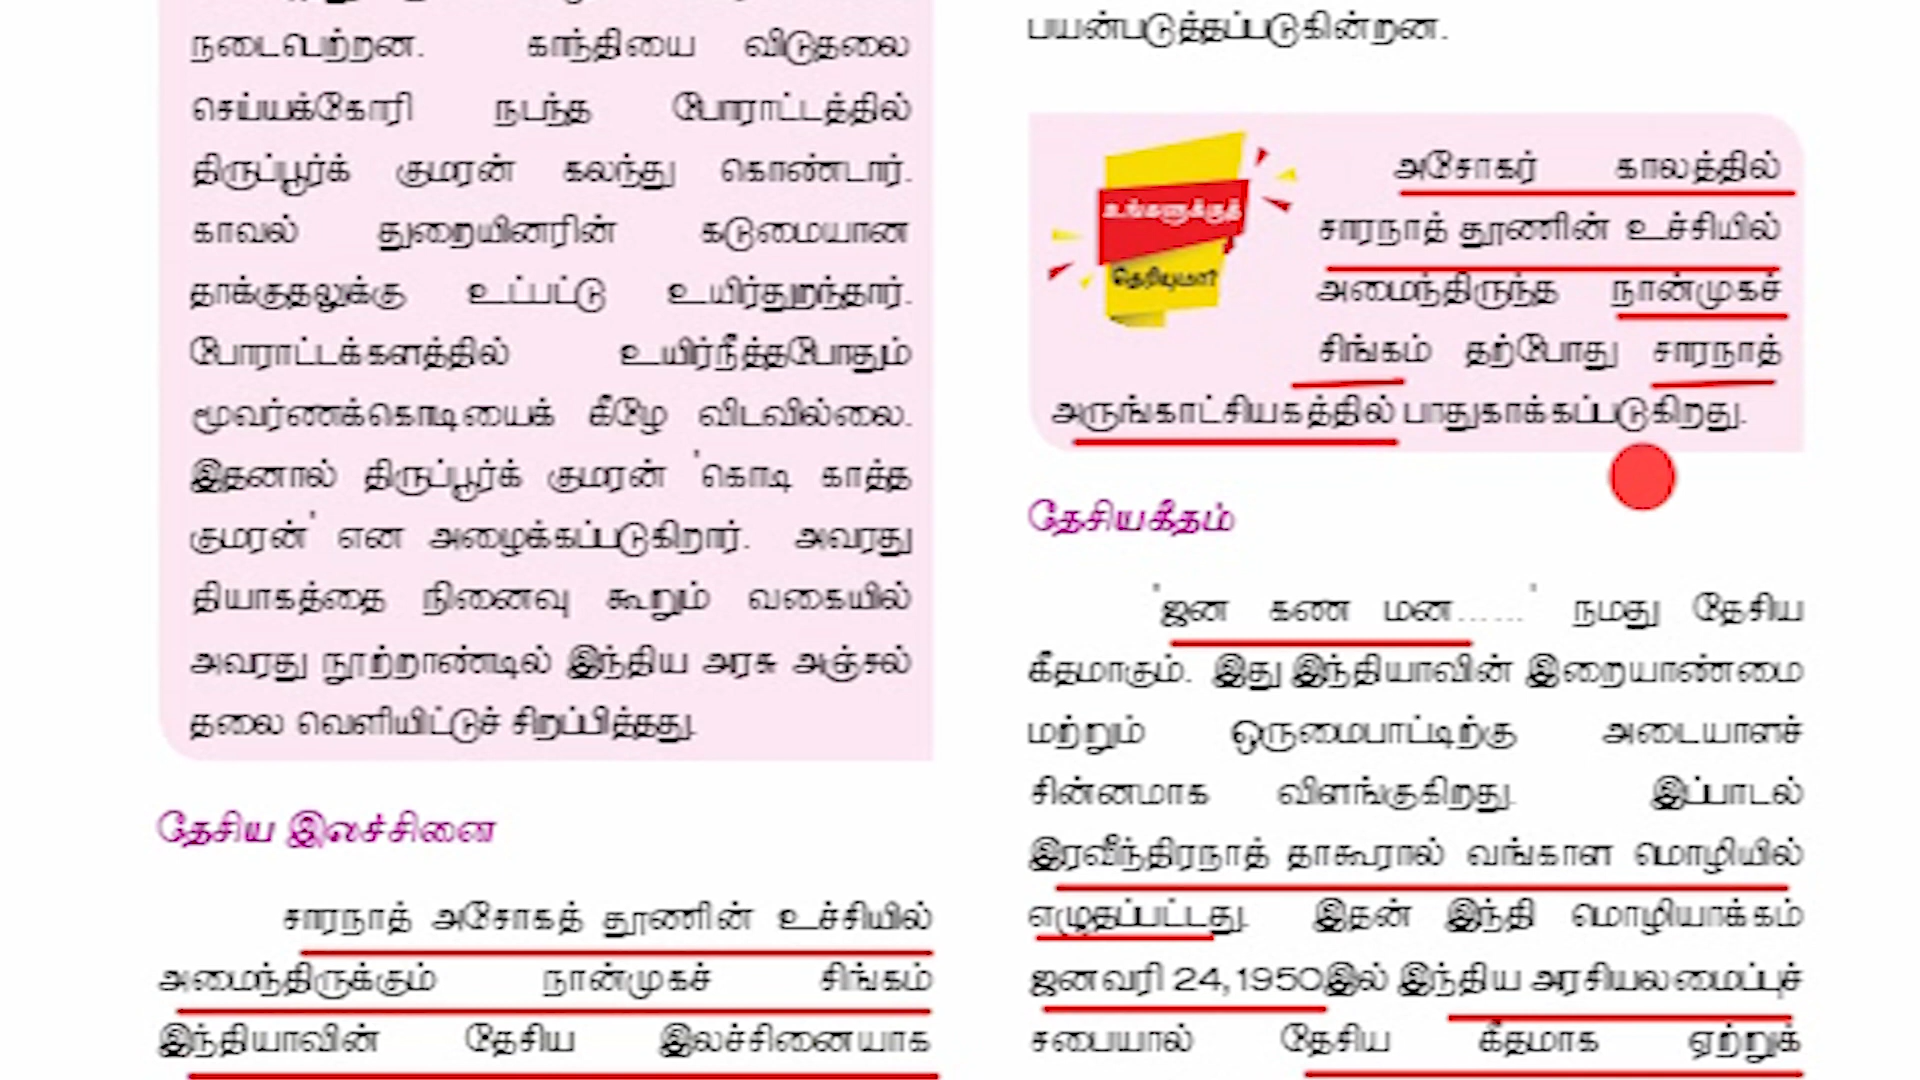 நடைபெற்றன. காந்தியை விடுதலை
செய்யக்கோரி நடந்த போராட்டத்தில்
திருப்பூர்க் குமரன் கலந்து கொண்டார்.
காவல் துறையினரின் கடுமையான
தாக்குதலுக்கு உட்பட்டு உயிர்துறந்தார்.
போராட்டக்களத்தில் உயிர்நீத்தபோதும்
மூவர்ணக்கொடியைக் கீழே விடவில்லை.
இதனால் திருப்பூர்க் குமரன் 'கொடி காத்த
குமரன்' என அழைக்கப்படுகிறார். அவரது
தியாகத்தை நினைவு கூறும் வகையில்
அவரது நூற்றாண்டில் இந்திய அரசு அஞ்சல்
தலை வெளியிட்டுச் சிறப்பித்தது.
தேசிய இலச்சினை
சாரநாத் அசோகத் தூணின் உச்சியில்
அமைந்திருக்கும் நான்முகச் சிங்கம்
இந்தியாவின் தேசிய இலச்சினையாக
பயன்படுத்தப்படுகின்றன.
உங்களுக்குத்
தெரியுமா?
அசோகர் காலத்தில்
சாரநாத் தூணின் உச்சியில்
அமைந்திருந்த நான்முகச்
சிங்கம் தற்போது சாரநாத்
அருங்காட்சியகத்தில் பாதுகாக்கப்படுகிறது.
தேசியகீதம்
'ஜன கண மன......' நமது தேசிய
கீதமாகும். இது இந்தியாவின் இறையாண்மை
மற்றும் ஒருமைபாட்டிற்கு அடையாளச்
சின்னமாக விளங்குகிறது. இப்பாடல்
இரவீந்திரநாத் தாகூரால் வங்காள மொழியில்
எழுதப்பட்டது. இதன் இந்தி மொழியாக்கம்
ஜனவரி 24, 1950இல் இந்திய அரசியலமைப்புச்
சபையால் தேசிய கீதமாக ஏற்றுக்